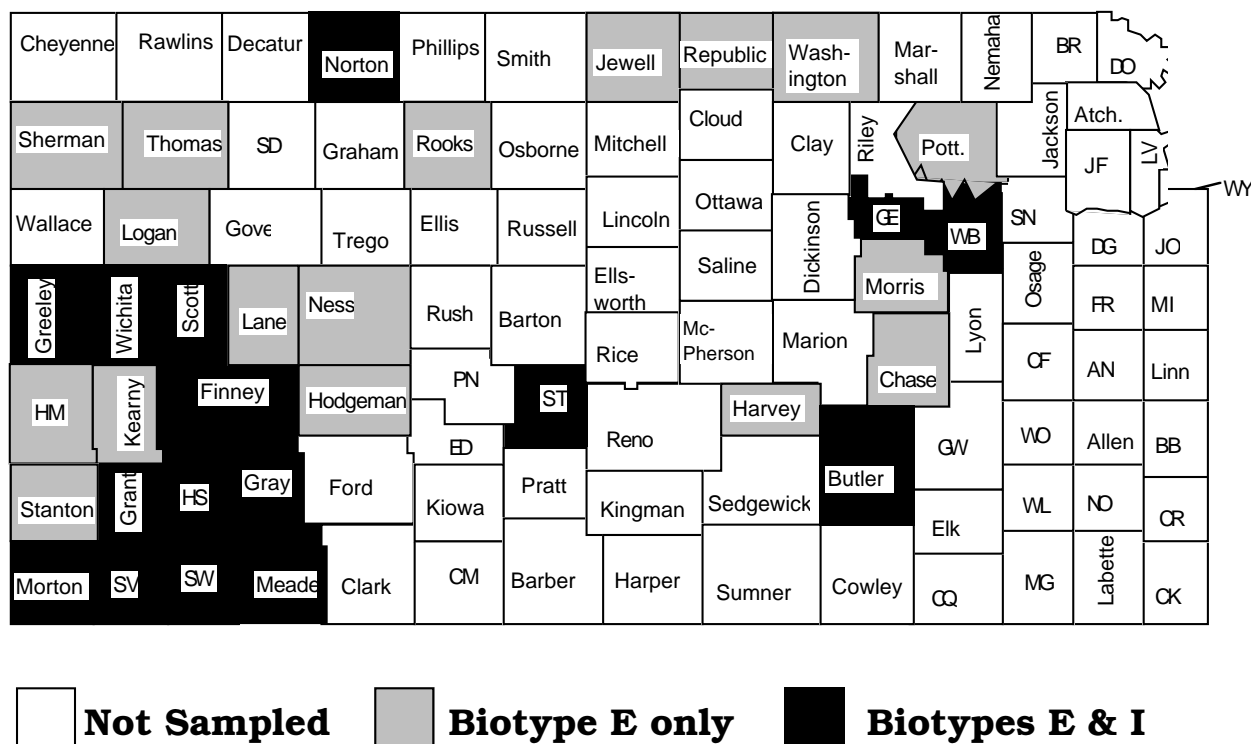 Cheyenne Rawlins Decatur Norton Phillips Smith Jewell Republic Wash-
ington Mar-
shall Nemaha BR DO
Sherman Thomas SD Graham Rooks Osborne Mitchell Cloud Clay Riley Pott. Jackson Atch. JF LV WY
Wallace Logan Gove Trego Ellis Russell Lincoln Ottawa Saline Dickinson GE WB SN DG JO
Greeley Wichita Scott Lane Ness Rush Barton Ells-
worth Rice Mc-
Pherson Marion Morris Chase Lyon Osage FR MI
HM Kearny Finney Hodgeman PN ST Reno Harvey Butler CF AN Linn
Stanton Grant HS Gray Ford ED Kiowa Pratt Kingman Sedgewick GW WO Allen BB
Elk WL NO CR
Morton SV SW Meade Clark CM Barber Harper Sumner Cowley CQ MG Labette CK
Not Sampled Biotype E only Biotypes E & I